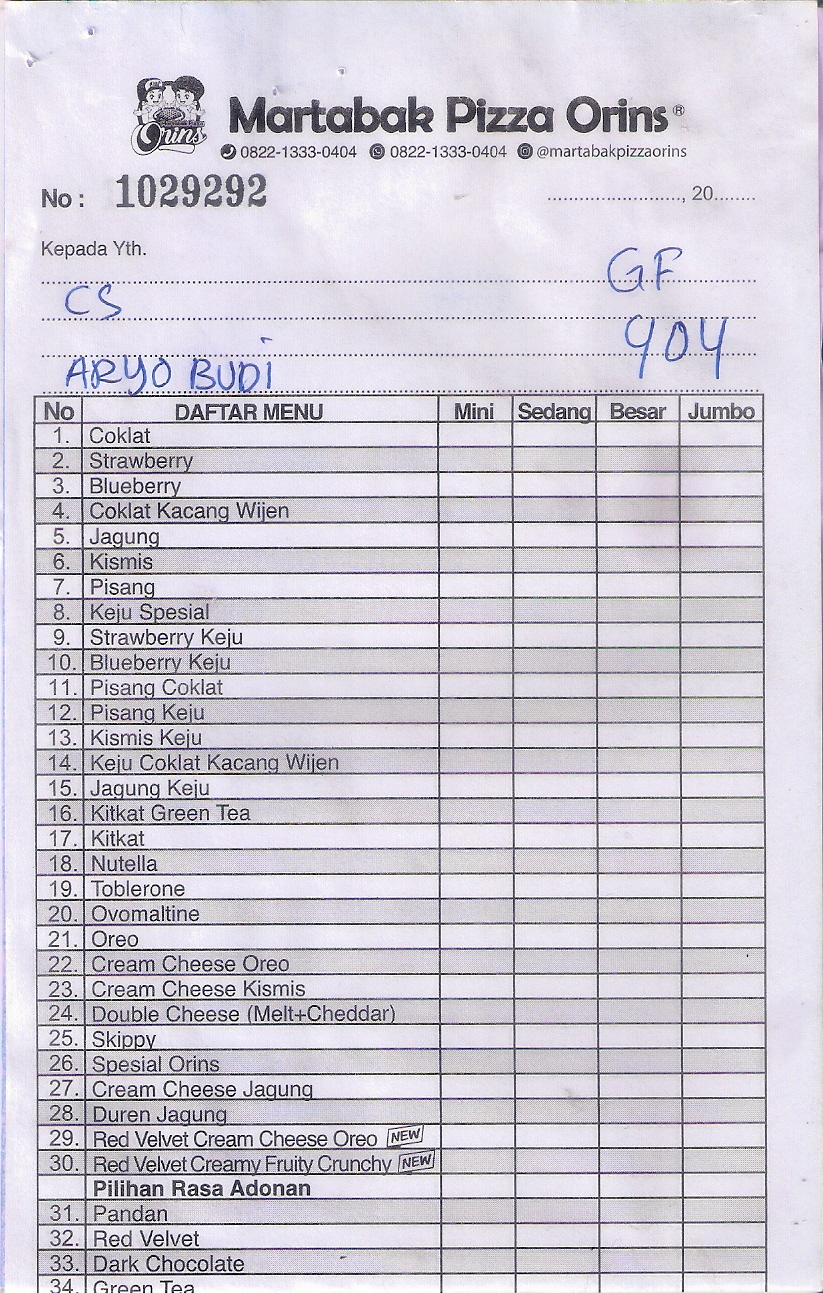 Orins
Martabak Pizza Orins®
0822-1333-0404 0822-1333-0404 @martabakpizzaorins
No : 1029292 ........................, 20........
Kepada Yth.
GF
CS
904
ARYO BUDI
No DAFTAR MENU Mini Sedang Besar Jumbo
1. Coklat
2. Strawberry
3. Blueberry
4. Coklat Kacang Wijen
5. Jagung
6. Kismis
7. Pisang
8. Keju Spesial
9. Strawberry Keju
10. Blueberry Keju
11. Pisang Coklat
12. Pisang Keju
13. Kismis Keju
14. Keju Coklat Kacang Wijen
15. Jagung Keju
16. Kitkat Green Tea
17. Kitkat
18. Nutella
19. Toblerone
20. Ovomaltine
21. Oreo
22. Cream Cheese Oreo
23. Cream Cheese Kismis
24. Double Cheese (Melt+Cheddar)
25. Skippy
26. Spesial Orins
27. Cream Cheese Jagung
28. Duren Jagung
29. Red Velvet Cream Cheese Oreo NEW
30. Red Velvet Creamy Fruity Crunchy NEW
Pilihan Rasa Adonan
31. Pandan
32. Red Velvet
33. Dark Chocolate
34. Green Tea